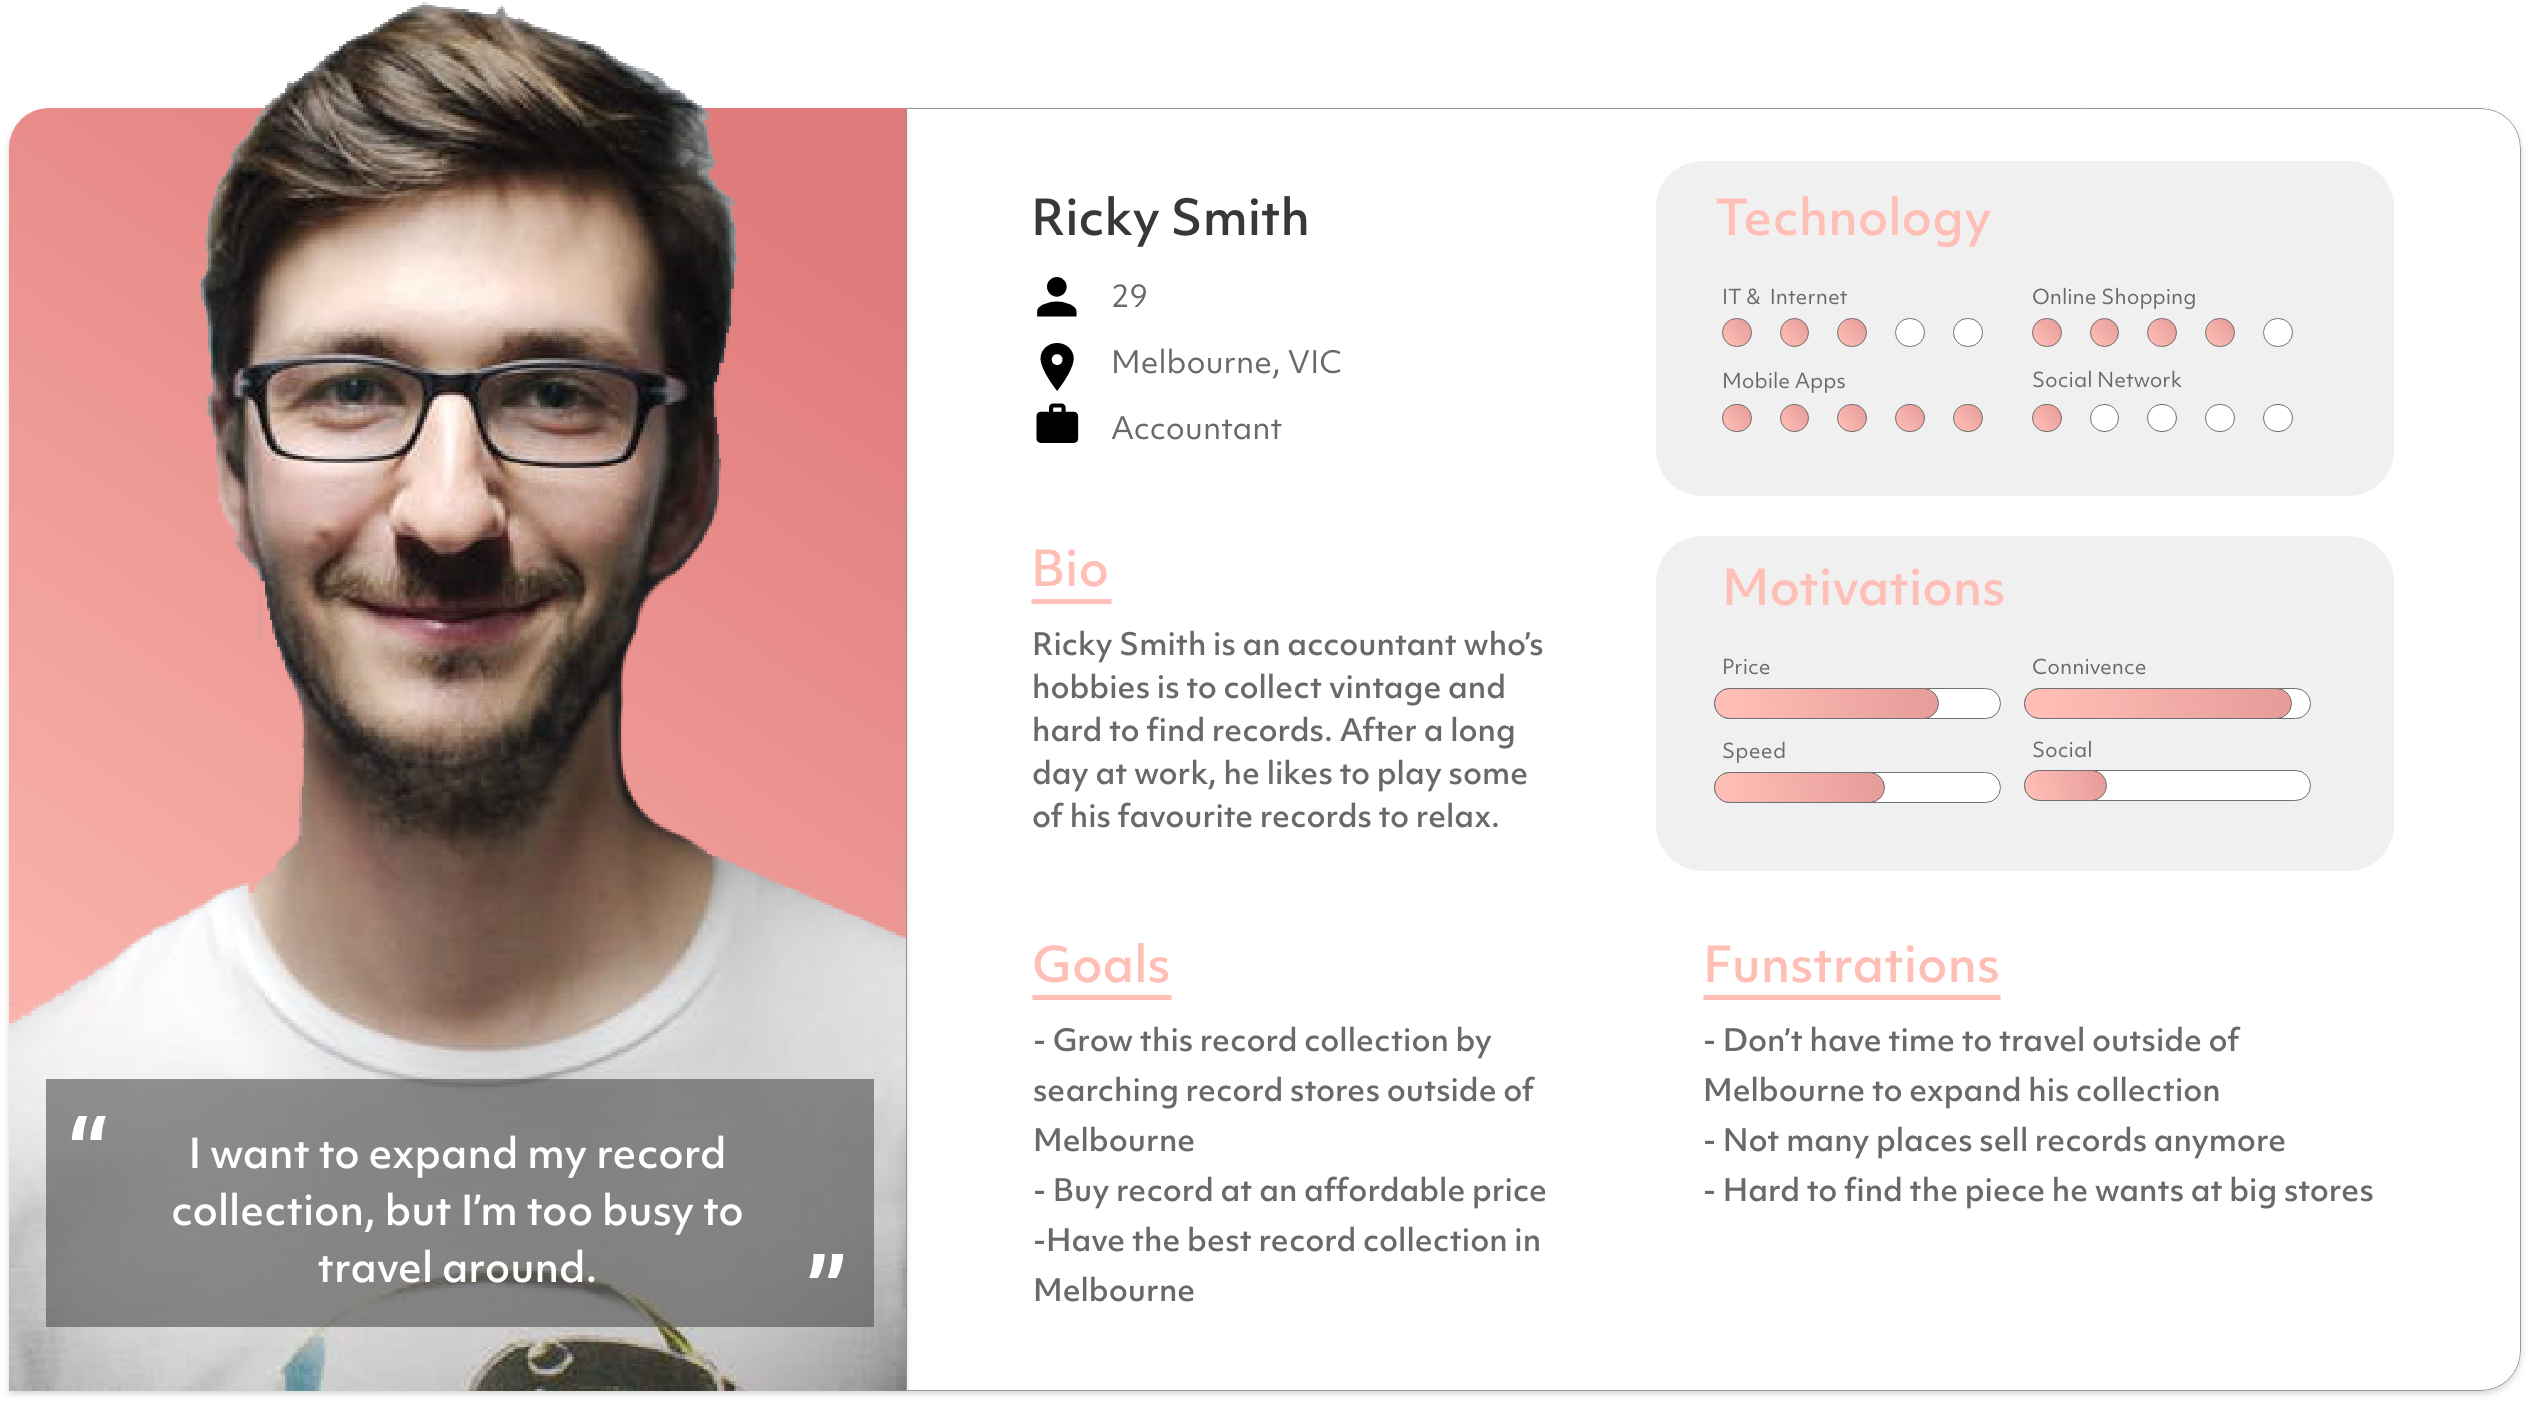 Ricky Smith
29
Melbourne, VIC
Accountant
Bio
Ricky Smith is an accountant who’s
hobbies is to collect vintage and
hard to find records. After a long
day at work, he likes to play some
of his favourite records to relax.
Goals
- Grow this record collection by
searching record stores outside of
Melbourne
- Buy record at an affordable price
-Have the best record collection in
Melbourne
Technology
IT &  Internet
Online Shopping
Mobile Apps
Social Network
Motivations
Price
Connivence
Speed
Social
Funstrations
- Don’t have time to travel outside of
Melbourne to expand his collection
- Not many places sell records anymore
- Hard to find the piece he wants at big stores
“
I want to expand my record
collection, but I’m too busy to
travel around.
”